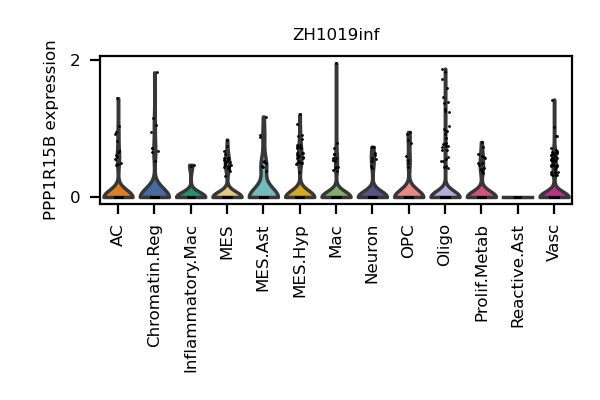 ZH1019inf
PPP1R15B expression
2
0
AC
Chromatin.Reg
Inflammatory.Mac
MES
MES.Ast
MES.Hyp
Mac
Neuron
OPC
Oligo
Prolif.Metab
Reactive.Ast
Vasc